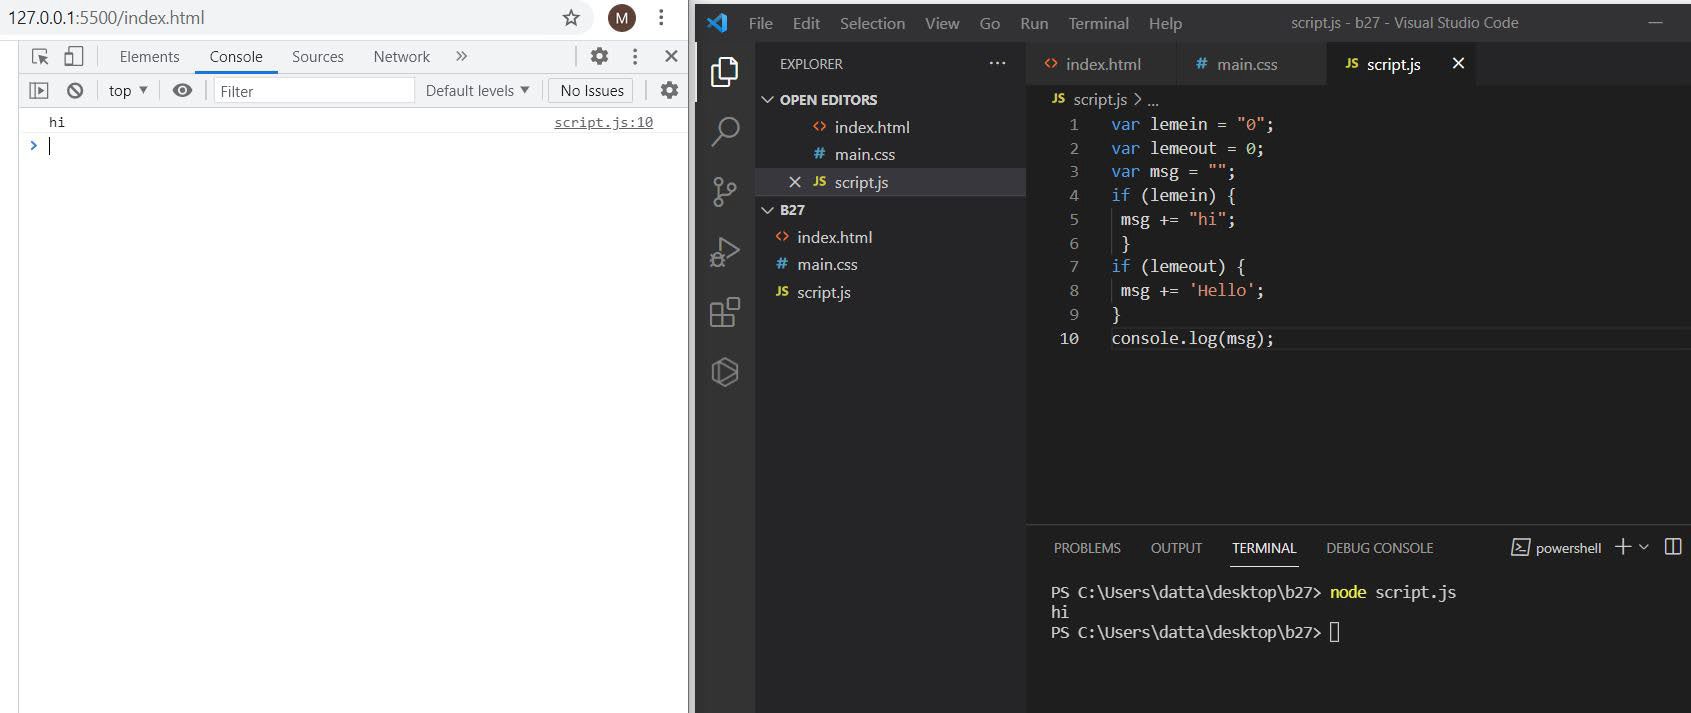 127.0.0.1:5500/index.html
M
Elements Console Sources Network »
top ▼ Filter Default levels ▼ No Issues
hi script.js:10
>
File Edit Selection View Go Run Terminal Help script.js - b27 - Visual Studio Code
EXPLORER ...
OPEN EDITORS
<> index.html
# main.css
JS script.js
B27
<> index.html
# main.css
JS script.js
<> index.html # main.css JS script.js
JS script.js > ...
1 var lemein = "0";
2 var lemeout = 0;
3 var msg = "";
4 if (lemein) {
5 msg += "hi";
6 }
7 if (lemeout) {
8 msg += 'Hello';
9 }
10 console.log(msg);
PROBLEMS OUTPUT TERMINAL DEBUG CONSOLE powershell
PS C:\Users\datta\desktop\b27> node script.js
hi
PS C:\Users\datta\desktop\b27>